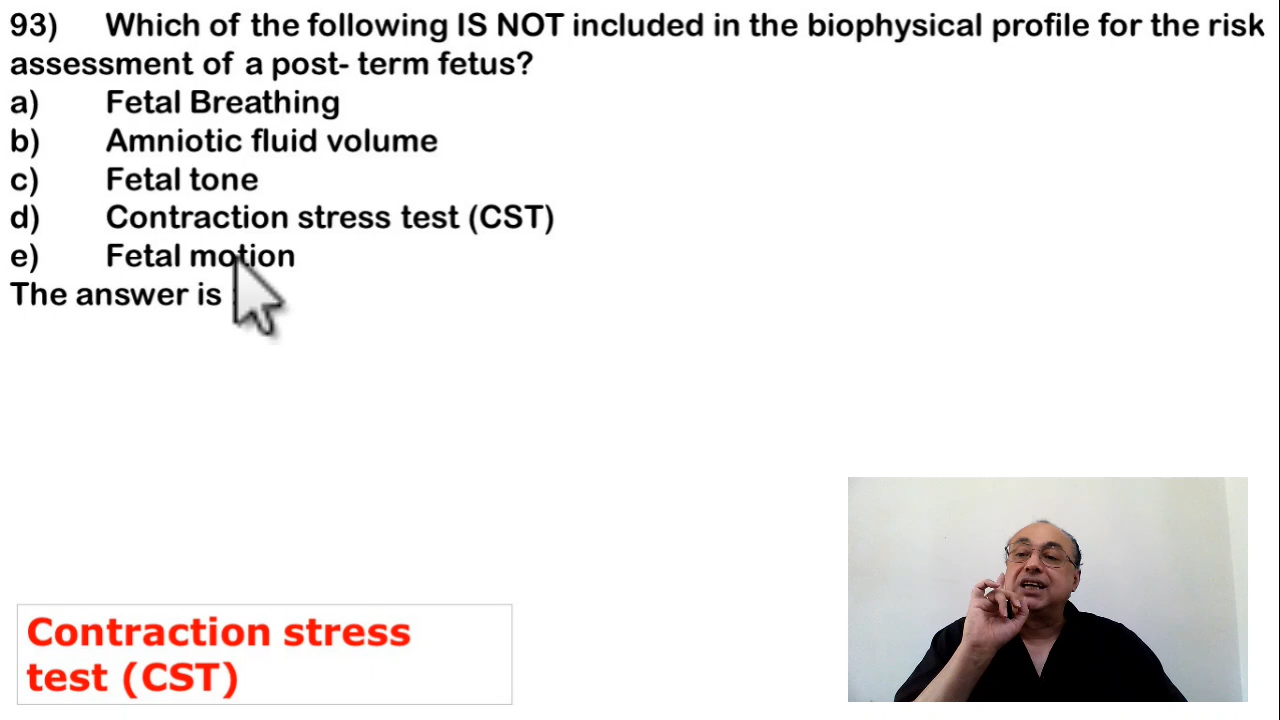 93) Which of the following IS NOT included in the biophysical profile for the risk
assessment of a post- term fetus?
a) Fetal Breathing
b) Amniotic fluid volume
c) Fetal tone
d) Contraction stress test (CST)
e) Fetal motion
The answer is
Contraction stress
test (CST)